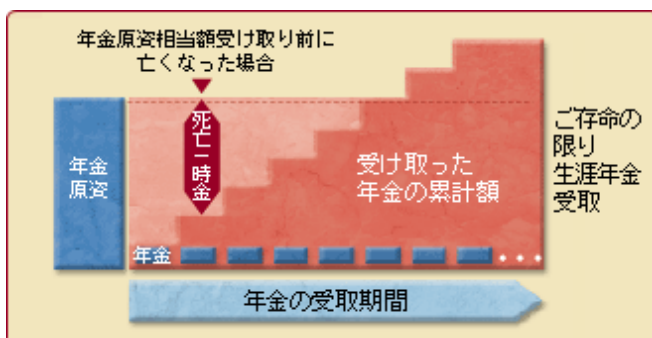 年金原資相当額受け取り前に
亡くなった場合
年金
原資
死亡一時金
受け取った
年金の累計額
ご存命の
限り
生涯年金
受取
年金
・・・
年金の受取期間